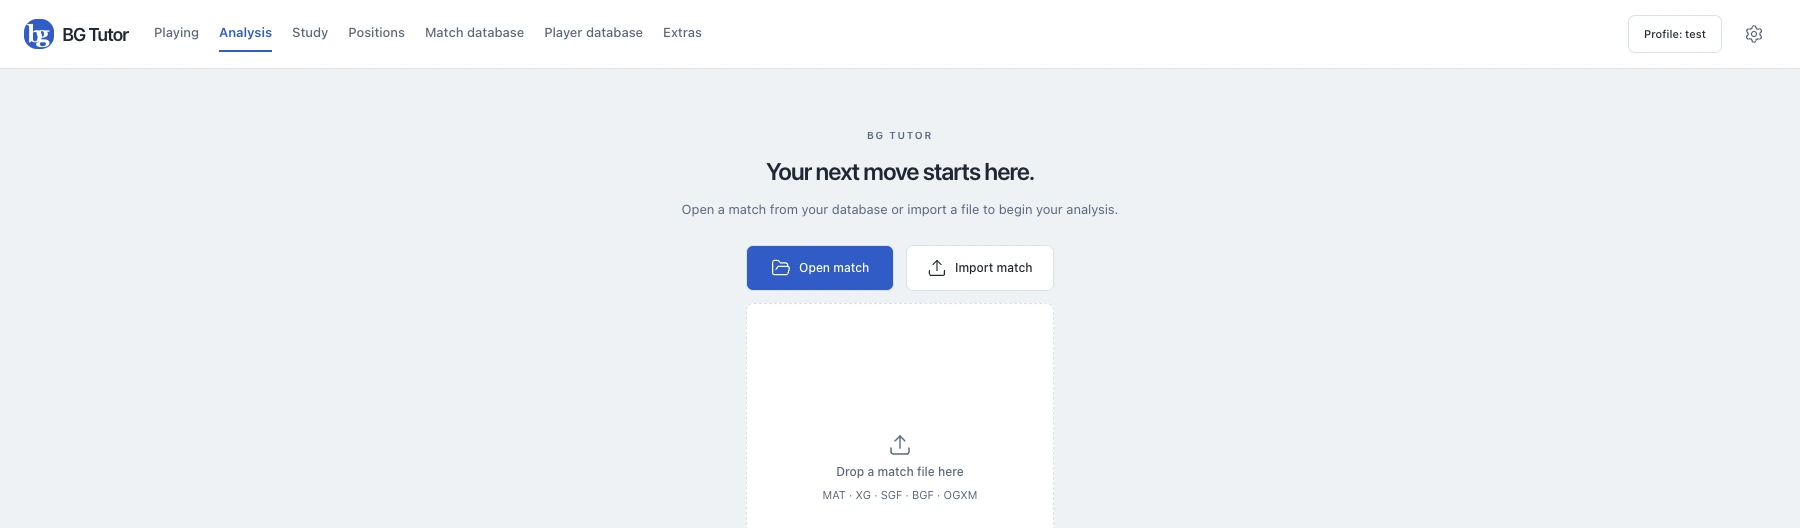 bg BG Tutor Playing Analysis Study Positions Match database Player database Extras Profile: test
BG TUTOR
Your next move starts here.
Open a match from your database or import a file to begin your analysis.
Open match Import match
Drop a match file here
MAT · XG · SGF · BGF · OGXM